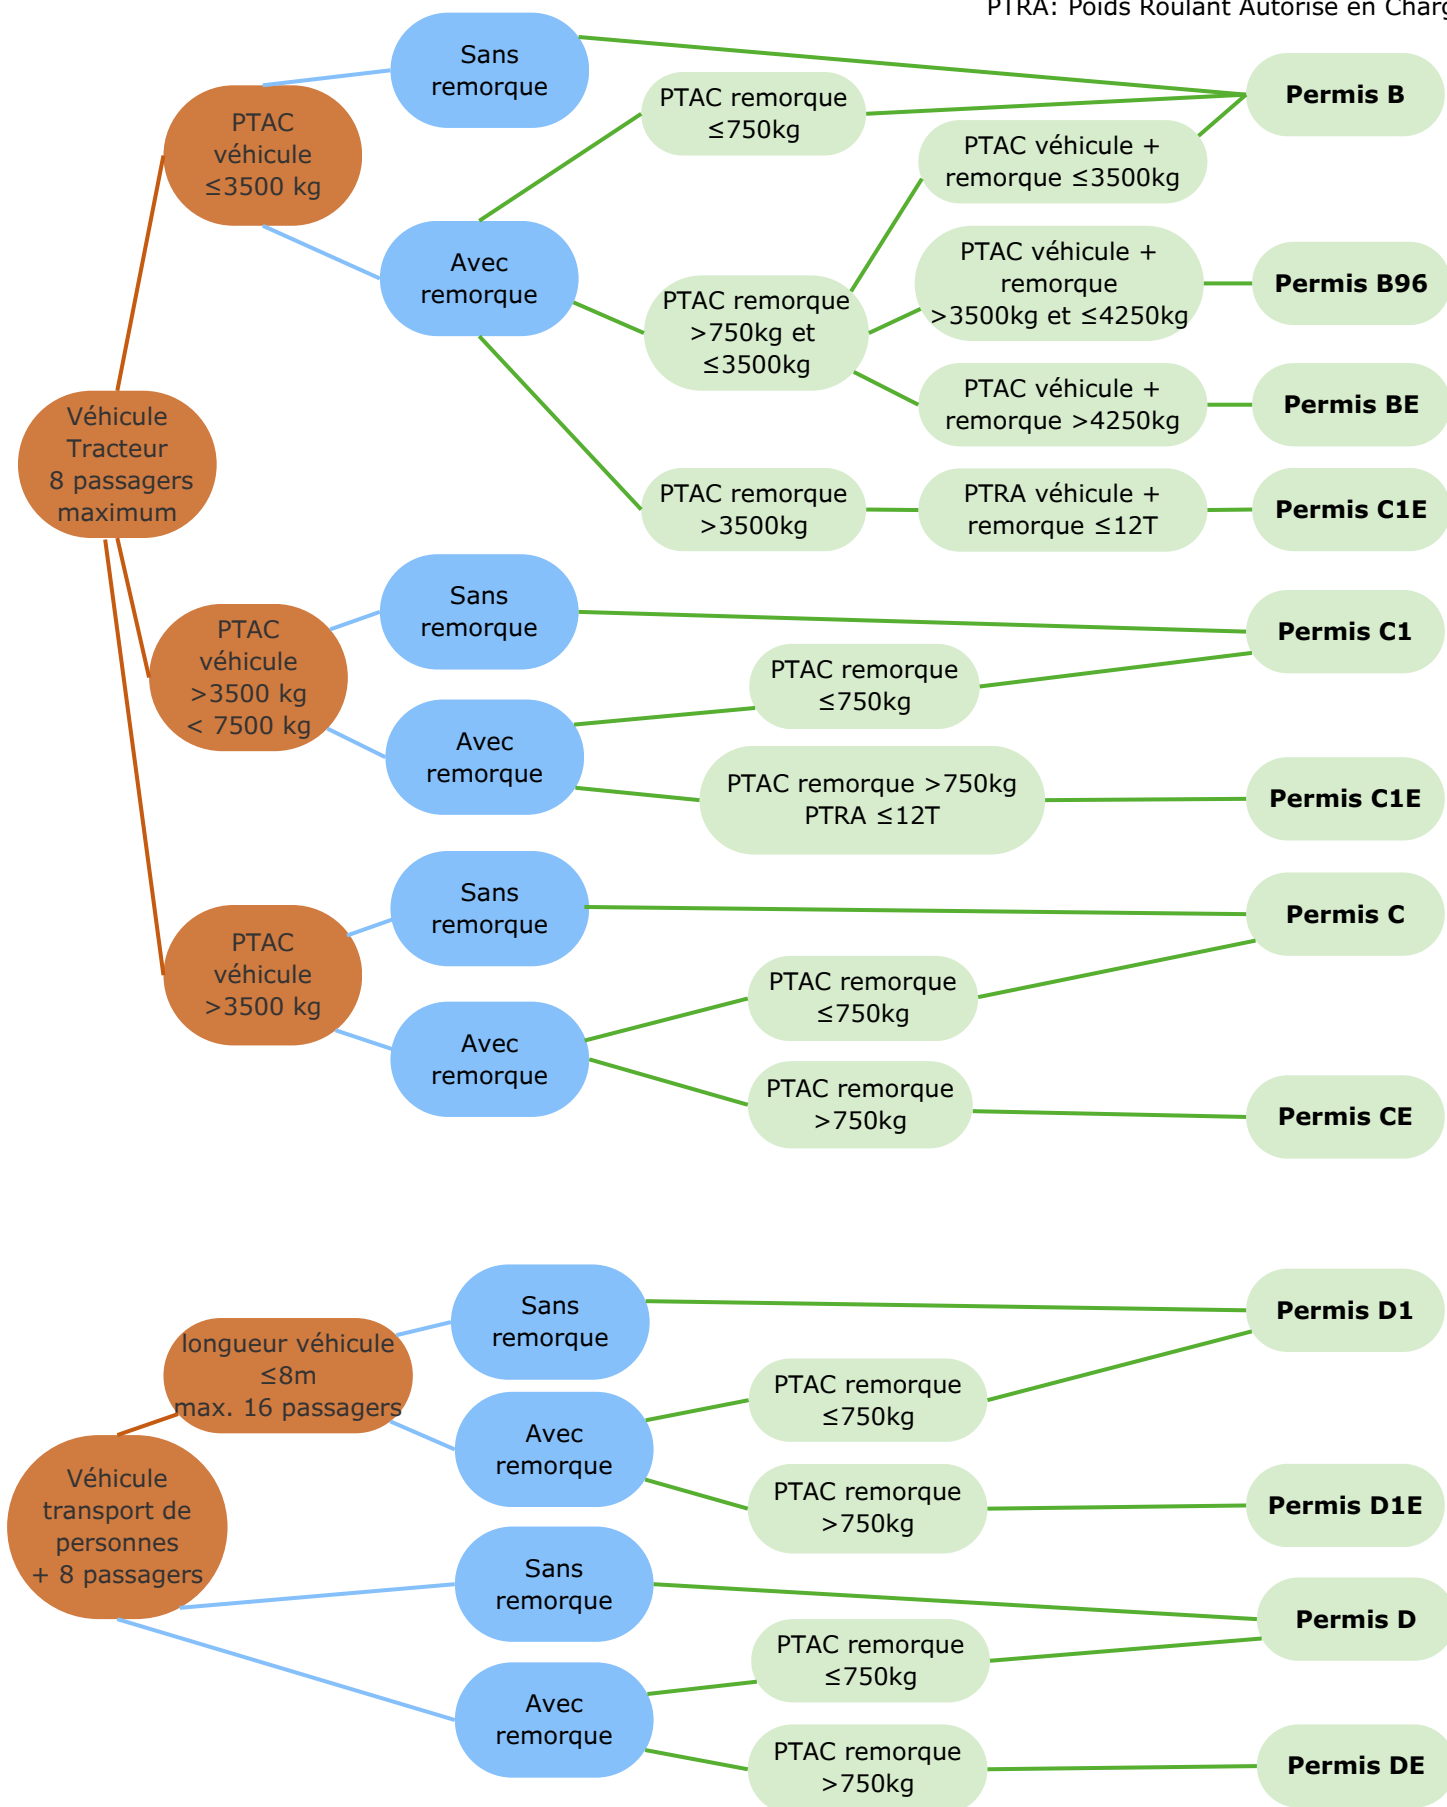 PTRA: Poids Roulant Autorisé en Charg
Sans
remorque
PTAC
véhicule
≤3500 kg
PTAC remorque
≤750kg
Permis B
PTAC véhicule +
remorque ≤3500kg
Avec
remorque
PTAC remorque
>750kg et
≤3500kg
PTAC véhicule +
remorque
>3500kg et ≤4250kg
Permis B96
PTAC véhicule +
remorque >4250kg
Permis BE
Véhicule
Tracteur
8 passagers
maximum
PTAC remorque
>3500kg
PTRA véhicule +
remorque ≤12T
Permis C1E
Sans
remorque
PTAC
véhicule
>3500 kg
< 7500 kg
Permis C1
PTAC remorque
≤750kg
Avec
remorque
PTAC remorque >750kg
PTRA ≤12T
Permis C1E
Sans
remorque
Permis C
PTAC
véhicule
>3500 kg
PTAC remorque
≤750kg
Avec
remorque
PTAC remorque
>750kg
Permis CE
Sans
remorque
Permis D1
longueur véhicule
≤8m
max. 16 passagers
PTAC remorque
≤750kg
Avec
remorque
PTAC remorque
>750kg
Permis D1E
Véhicule
transport de
personnes
+ 8 passagers
Sans
remorque
Permis D
PTAC remorque
≤750kg
Avec
remorque
PTAC remorque
>750kg
Permis DE